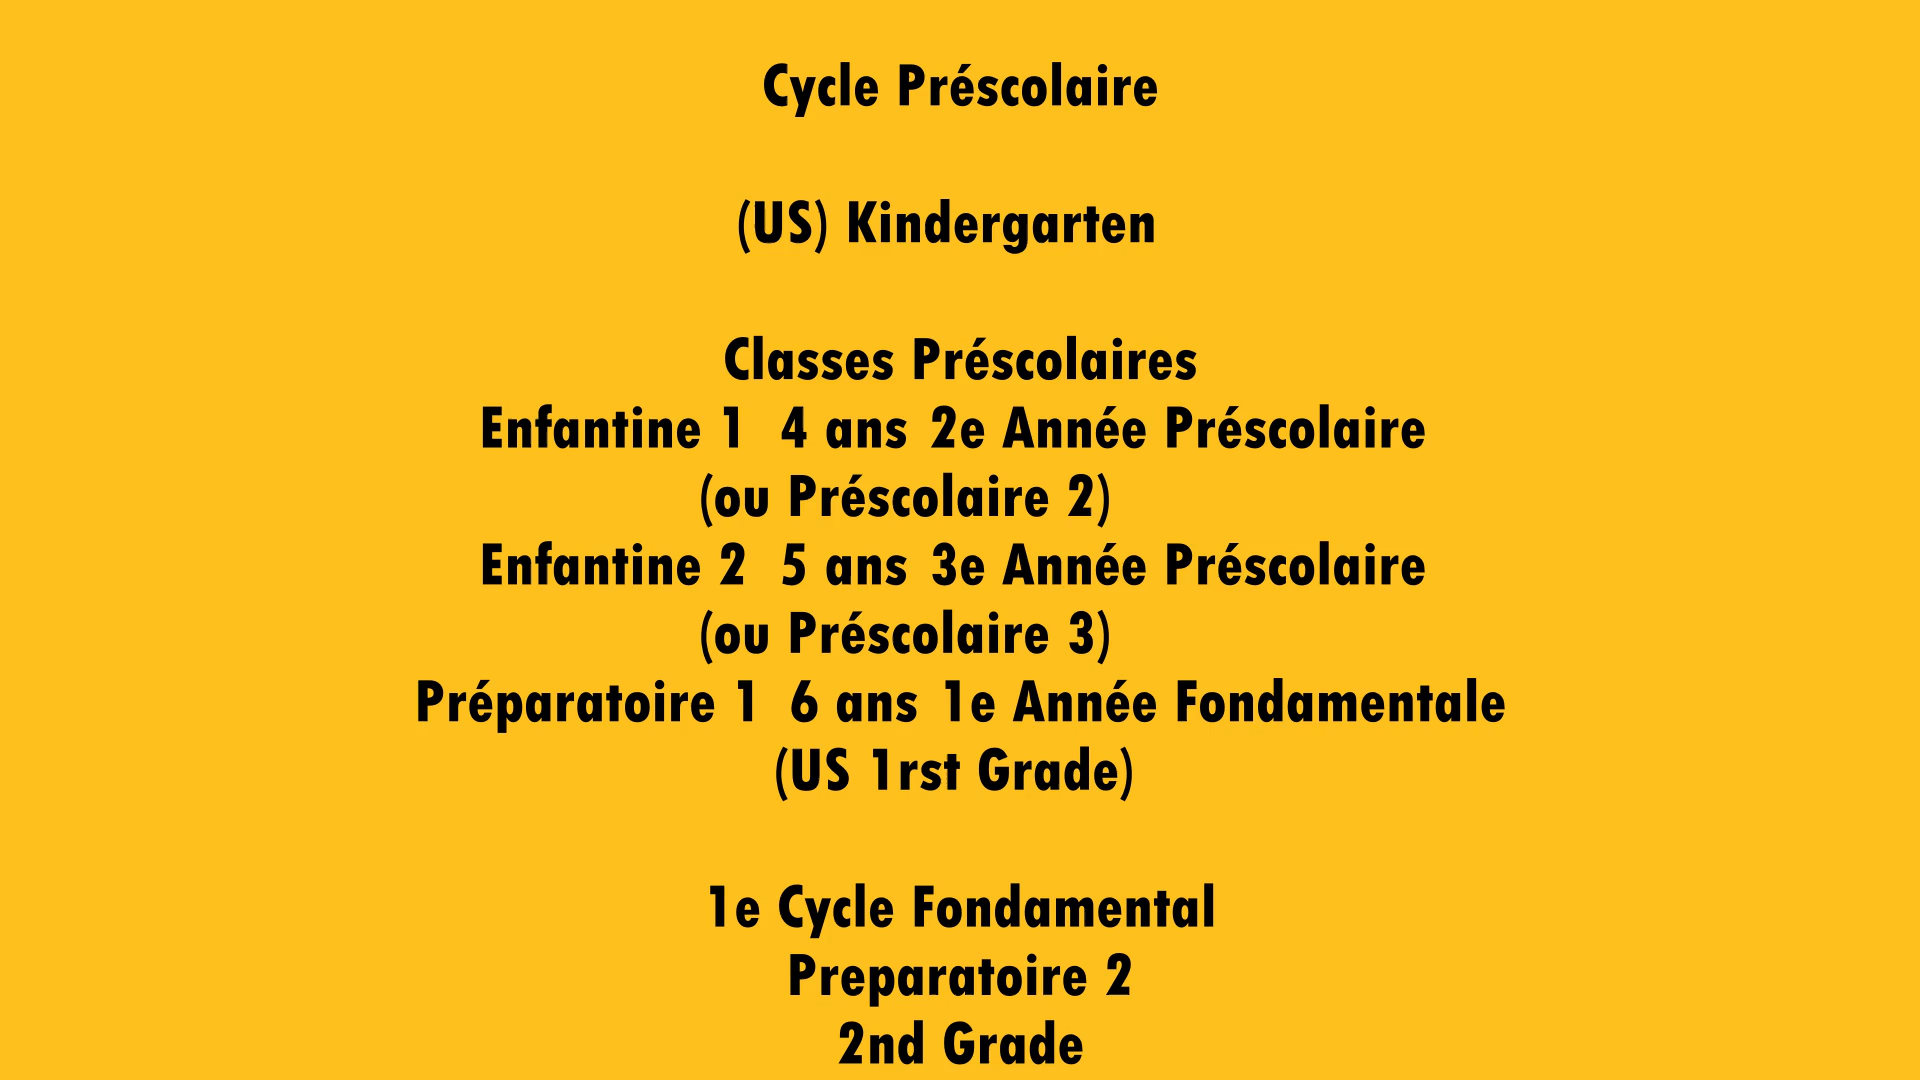 Cycle Préscolaire
(US) Kindergarten
Classes Préscolaires
Enfantine 1 4 ans 2e Année Préscolaire
(ou Préscolaire 2)
Enfantine 2 5 ans 3e Année Préscolaire
(ou Préscolaire 3)
Préparatoire 1 6 ans 1e Année Fondamentale
(US 1rst Grade)
1e Cycle Fondamental
Preparatoire 2
2nd Grade